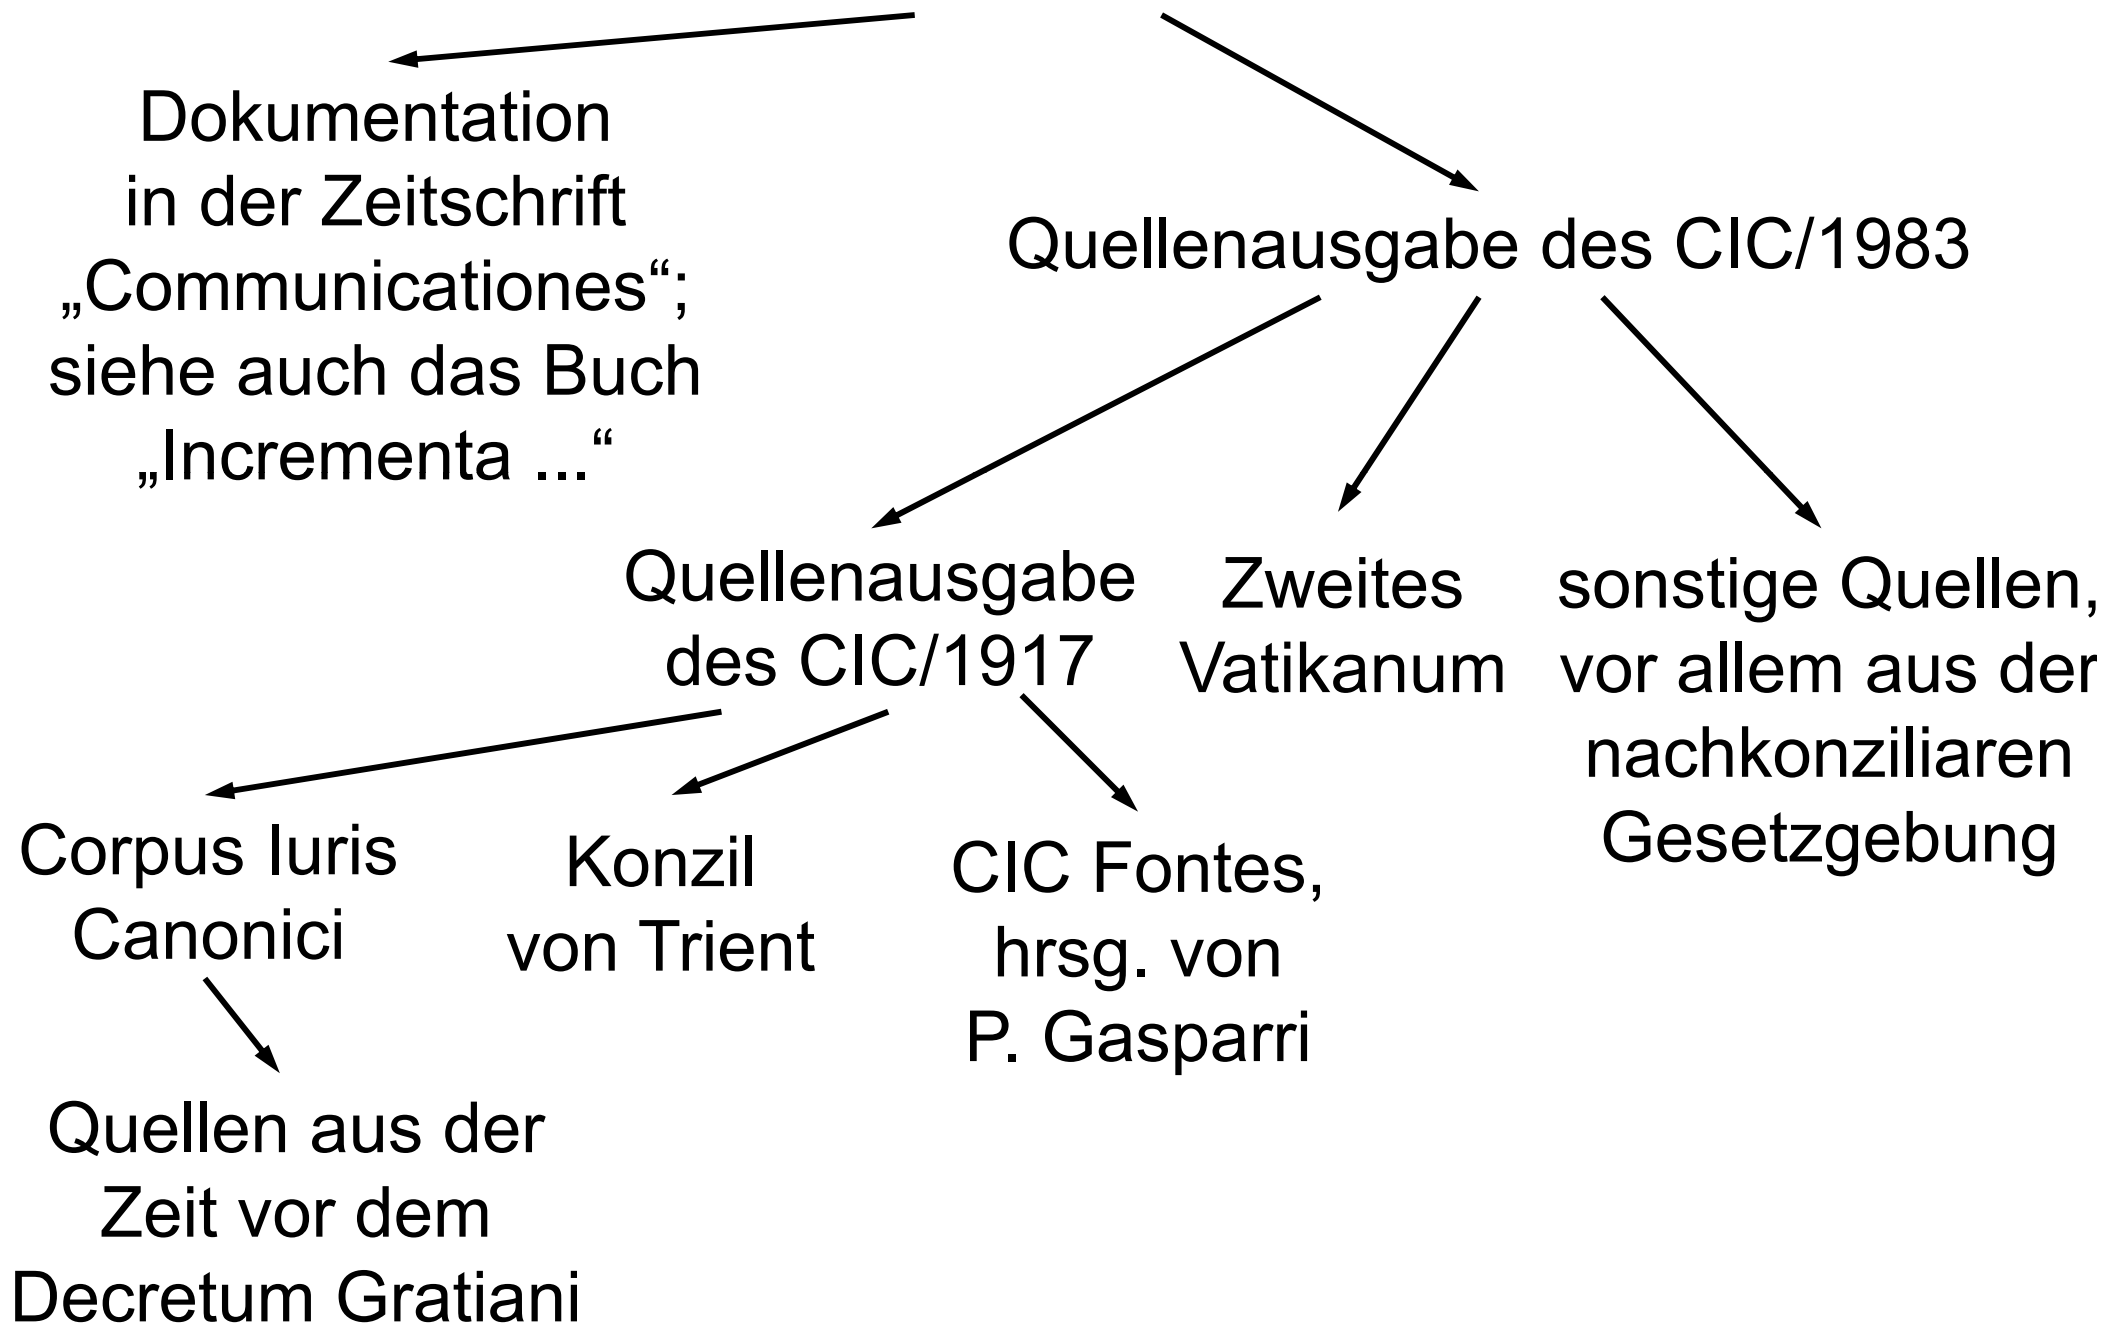 Dokumentation
in der Zeitschrift
„Communicationes“;
siehe auch das Buch
„Incrementa ...“
Quellenausgabe des CIC/1983
Quellenausgabe
des CIC/1917
Zweites
Vatikanum
sonstige Quellen,
vor allem aus der
nachkonziliaren
Gesetzgebung
Corpus Iuris
Canonici
Konzil
von Trient
CIC Fontes,
hrsg. von
P. Gasparri
Quellen aus der
Zeit vor dem
Decretum Gratiani